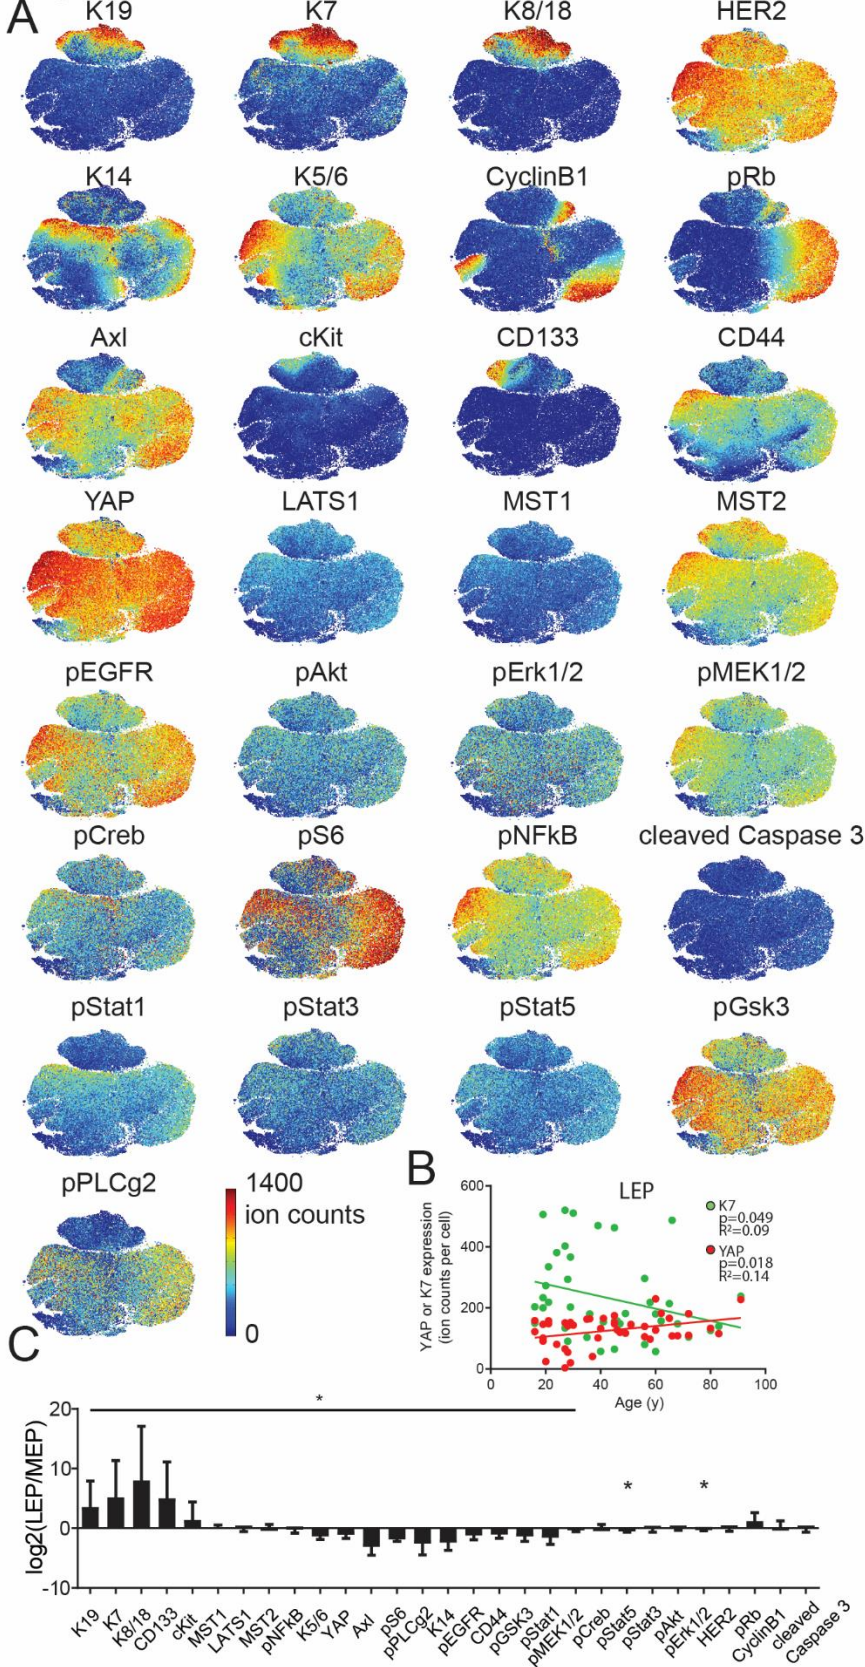 A
K19 K7 K8/18 HER2
K14 K5/6 CyclinB1 pRb
Axl cKit CD133 CD44
YAP LATS1 MST1 MST2
pEGFR pAkt pErk1/2 pMEK1/2
pCreb pS6 pNFkB cleaved Caspase 3
pStat1 pStat3 pStat5 pGsk3
pPLCg2
1400
ion counts
0
B
LEP
YAP or K7 expression
(ion counts per cell)
600
400
200
0
K7
p=0.049
R²=0.09
YAP
p=0.018
R²=0.14
0 20 40 60 80 100
Age (y)
C
log2(LEP/MEP)
20
10
0
-10
*
* *
K19
K7
K8/18
CD133
cKit
MST1
LATS1
MST2
pNFkB
K5/6
YAP
Axl
pS6
pPLCg2
K14
pEGFR
CD44
pGSK3
pStat1
pMEK1/2
pCreb
pStat5
pStat3
pAkt
pErk1/2
HER2
pRb
CyclinB1
cleaved
Caspase 3